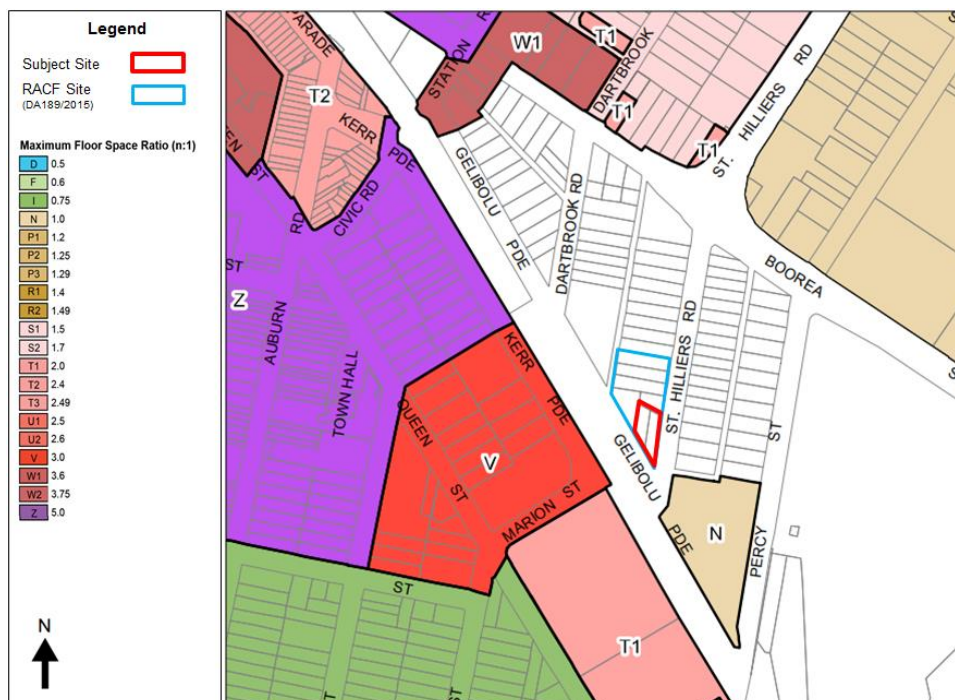 Legend
Subject Site
RACF Site
(DA189/2015)
Maximum Floor Space Ratio (n:1)
D 0.5
F 0.6
I 0.75
N 1.0
P1 1.2
P2 1.25
P3 1.29
R1 1.4
R2 1.49
S1 1.5
S2 1.7
T1 2.0
T2 2.4
T3 2.49
U1 2.5
U2 2.6
V 3.0
W1 3.6
W2 3.75
Z 5.0
N
PARADE
T2
KERR
PDE
ST
RD
CIVIC RD
STATION
R
W1
T1
DARTBROOK
T1
T1
ST. HILLIERS RD
GELIBOLU
PDE
DARTBROOK RD
BOOREA
ST
Z
AUBURN
TOWN HALL
QUEEN
ST
KERR
PDE
V
MARION ST
ST. HILLIERS RD
GELIBOLU
PDE
N
PERCY
ST
ST
T1
ST
ST